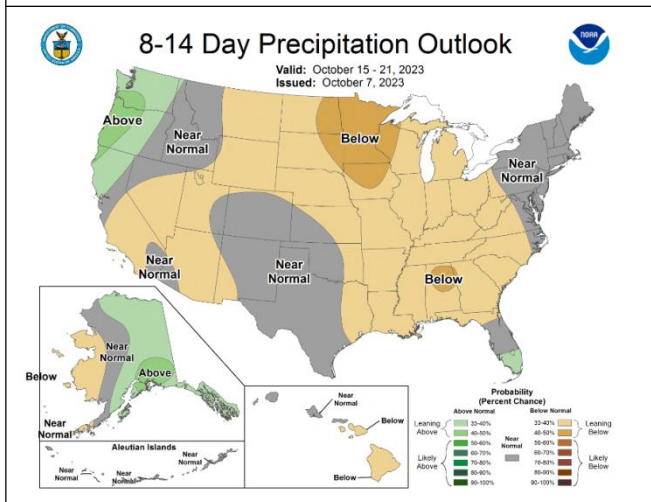 8-14 Day Precipitation Outlook
Valid: October 15 - 21, 2023
Issued: October 7, 2023
NOAA
Above
Near
Normal
Below
Near
Normal
Near
Normal
Near
Normal
Below
Near
Normal
Below
Above
Near
Normal
Aleutian Islands
Near
Normal
Near
Normal
Near
Normal
Near
Normal
Below
Below
Probability
(Percent Chance)
Above Normal
Below Normal
Leaning
Above
33-40%
40-50%
Likely
Above
50-60%
60-70%
70-80%
80-90%
90-100%
Near
Normal
33-40%
40-50%
Leaning
Below
50-60%
60-70%
70-80%
80-90%
90-100%
Likely
Below